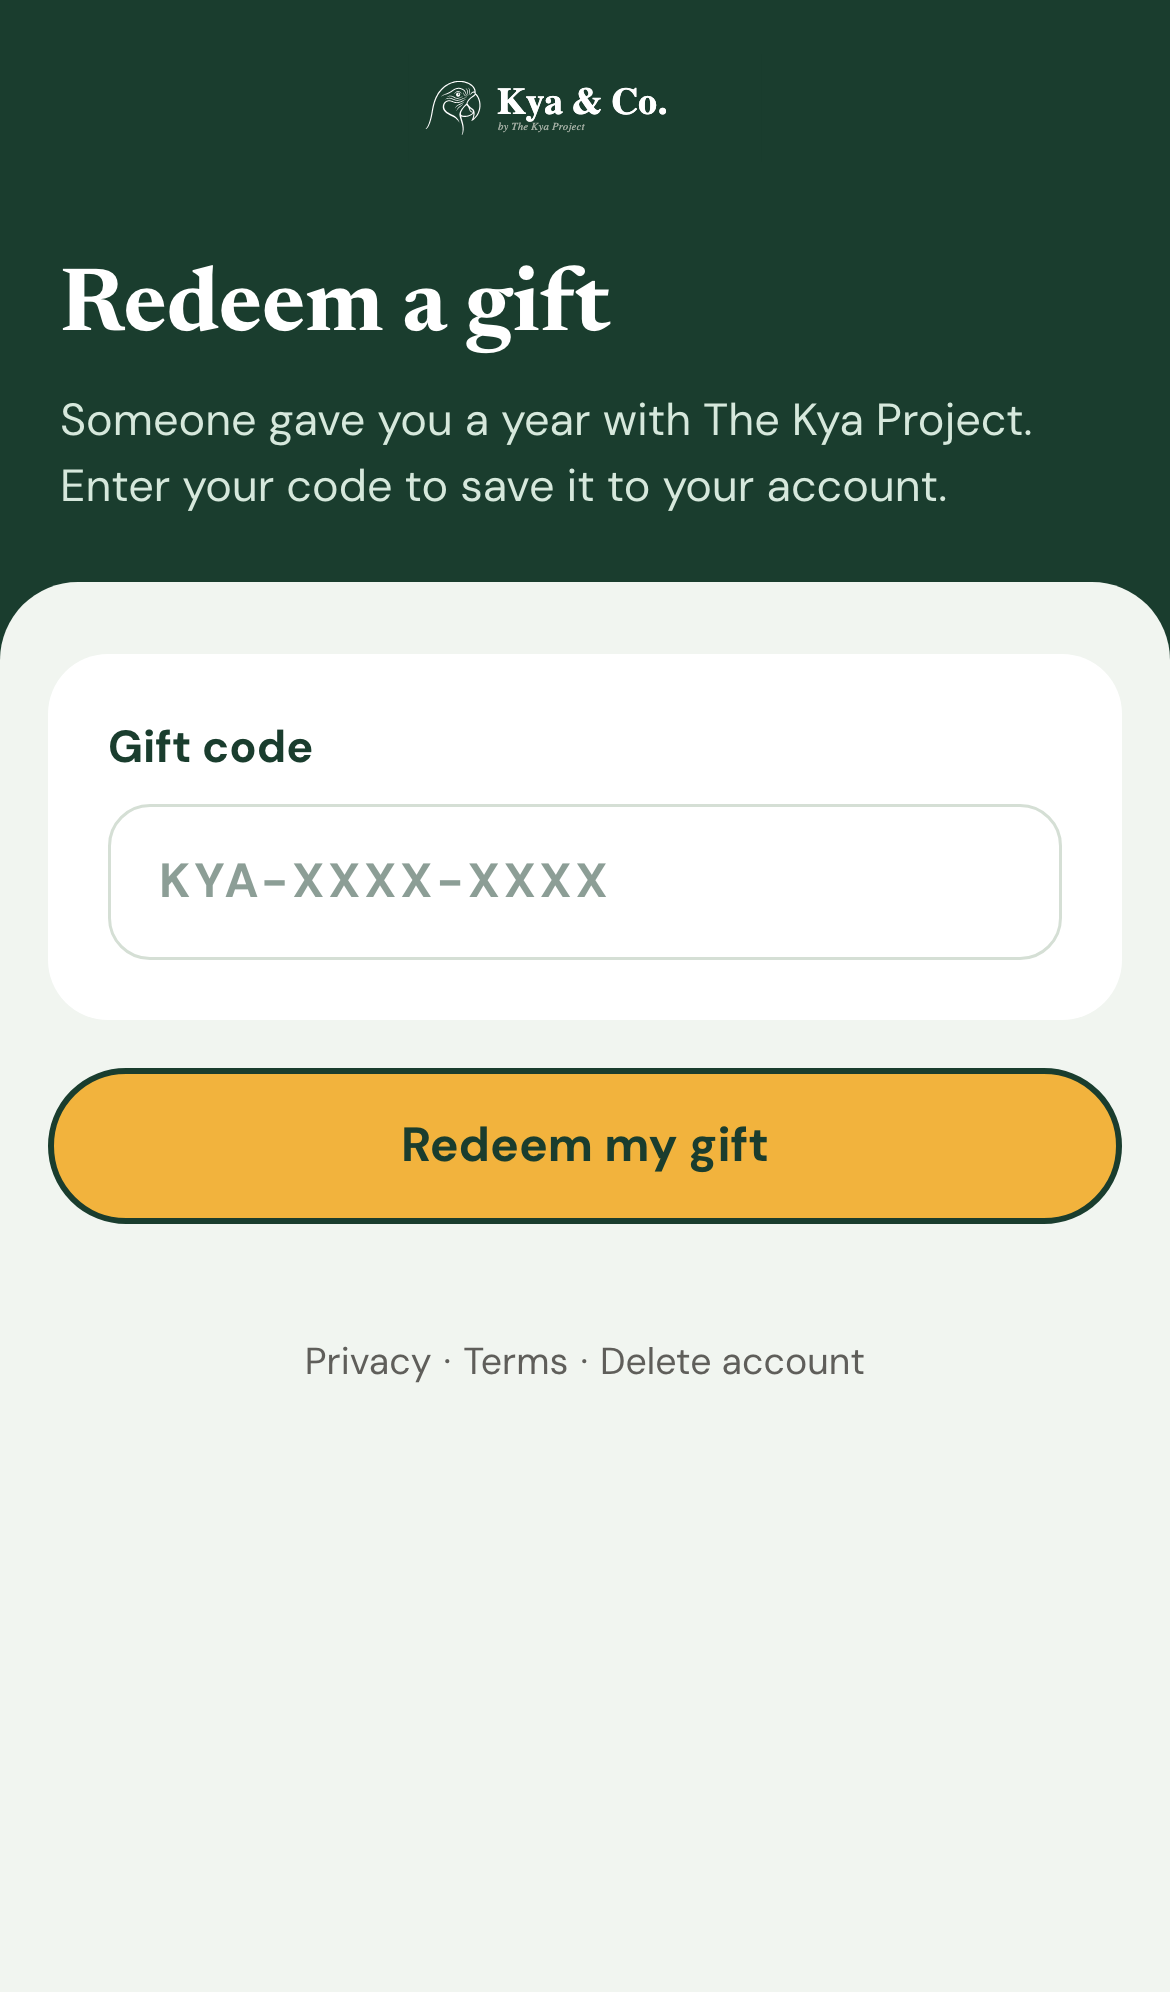 Kya & Co.
by The Kya Project
Redeem a gift
Someone gave you a year with The Kya Project.
Enter your code to save it to your account.
Gift code
KYA-XXXX-XXXX
Redeem my gift
Privacy · Terms · Delete account